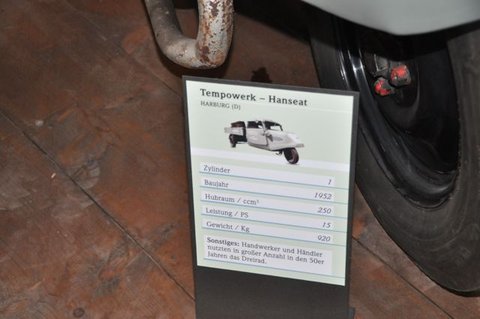 Tempowerk – Hanseat
HARBURG (D)
Zylinder 1
Baujahr 1952
Hubraum / ccm³ 250
Leistung / PS 15
Gewicht / Kg 920
Sonstiges: Handwerker und Händler
nutzten in großer Anzahl in den 50er
Jahren das Dreirad.